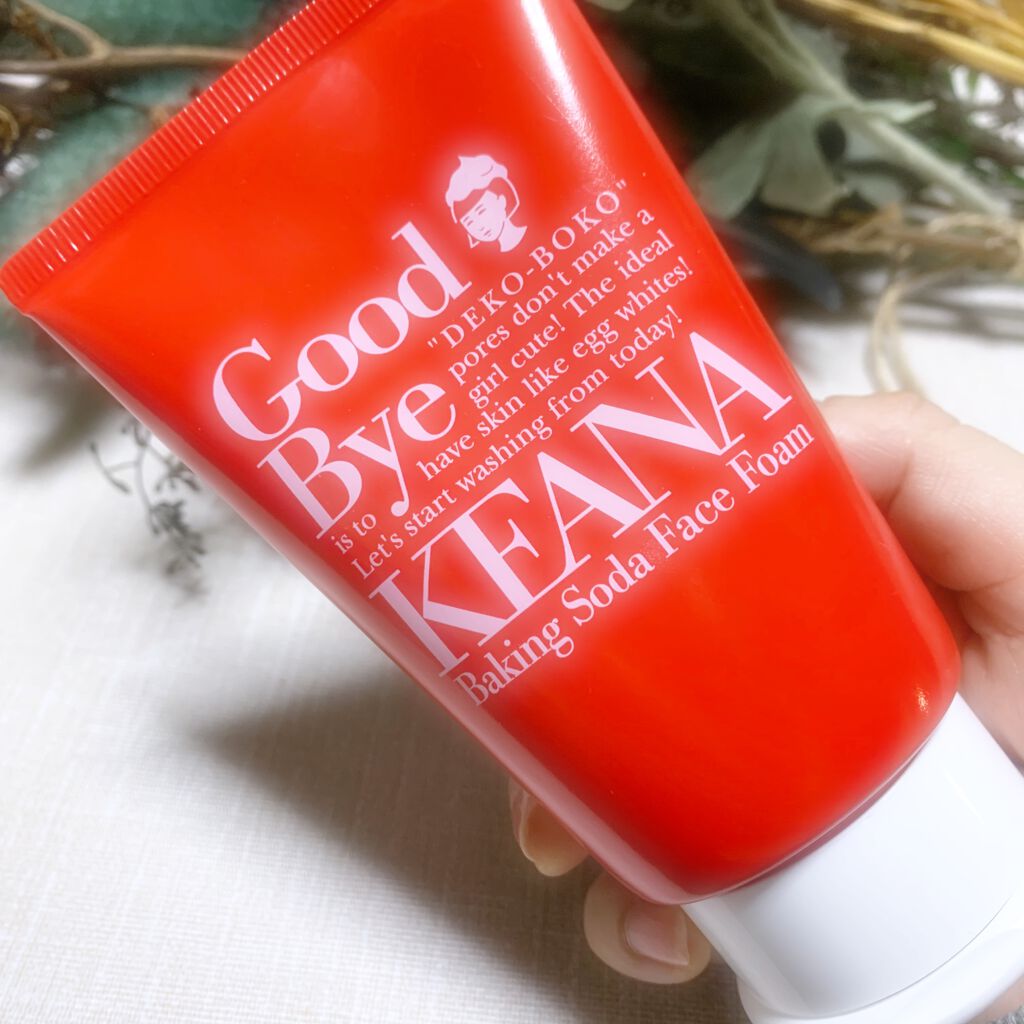 Good
Bye
"DEKO-BOKO"
pores don't make a
girl cute! The ideal
is to have skin like egg whites!
Let's start washing from today!
KEANA
Baking Soda Face Foam